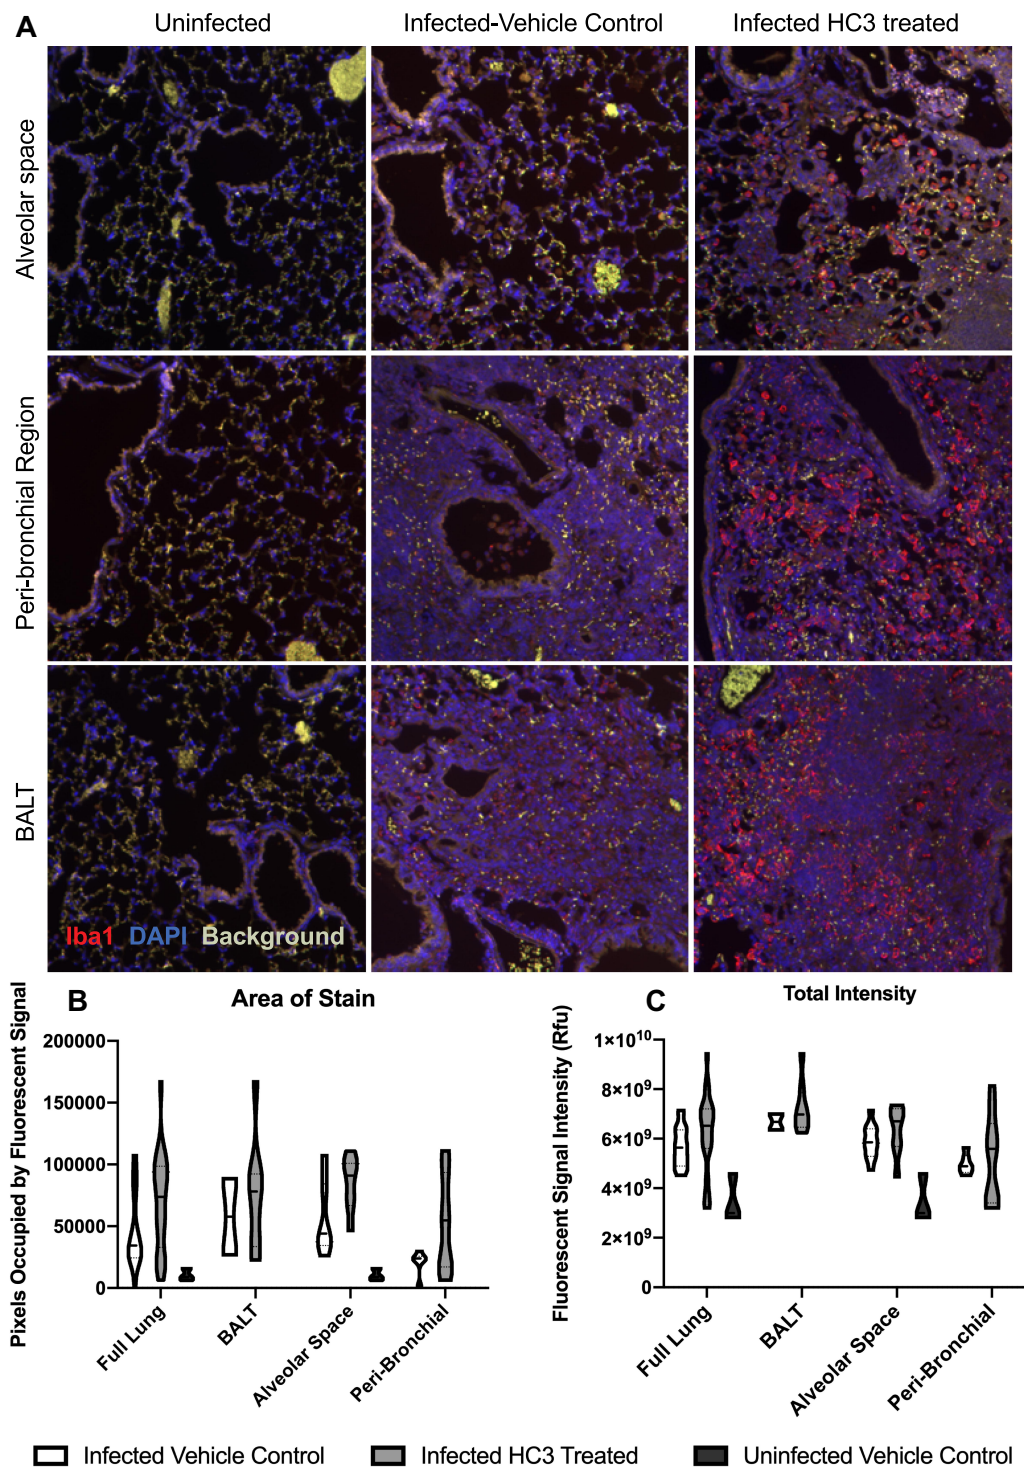 A
Uninfected
Infected-Vehicle Control
Infected HC3 treated
Alveolar space
Peri-bronchial Region
BALT
Iba1 DAPI Background
B
Area of Stain
Pixels Occupied by Fluorescent Signal
200000
150000
100000
50000
0
Full Lung
BALT
Alveolar Space
Peri-Bronchial
C
Total Intensity
Fluorescent Signal Intensity (Rfu)
1×10¹⁰
8×10⁹
6×10⁹
4×10⁹
2×10⁹
0
Full Lung
BALT
Alveolar Space
Peri-Bronchial
Infected Vehicle Control
Infected HC3 Treated
Uninfected Vehicle Control